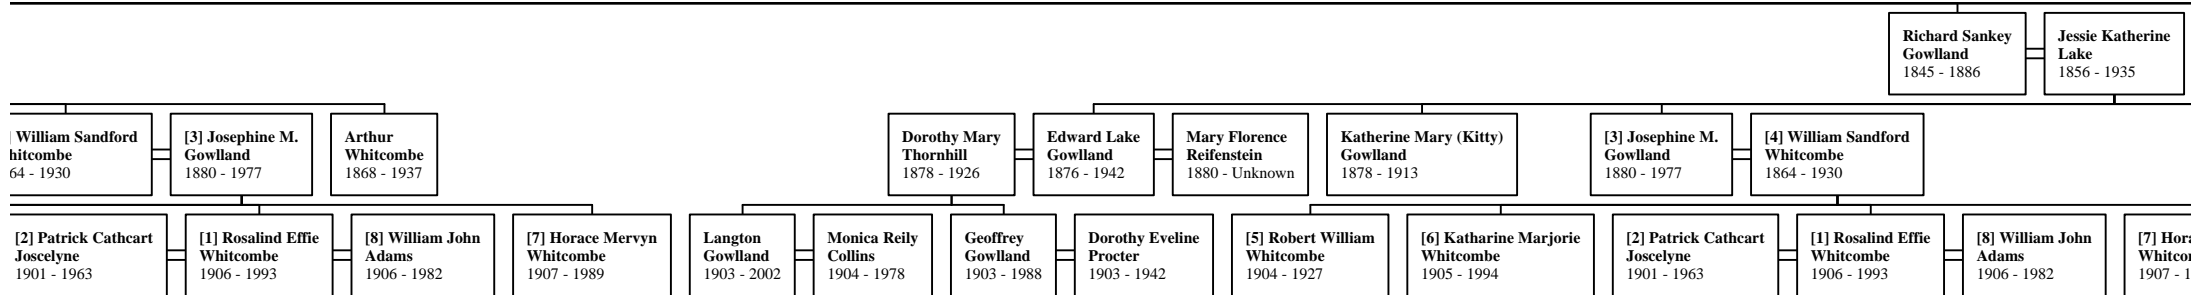 Richard Sankey
Gowlland
1845 - 1886
Jessie Katherine
Lake
1856 - 1935
] William Sandford
hitcombe
64 - 1930
[3] Josephine M.
Gowlland
1880 - 1977
Arthur
Whitcombe
1868 - 1937
Dorothy Mary
Thornhill
1878 - 1926
Edward Lake
Gowlland
1876 - 1942
Mary Florence
Reifenstein
1880 - Unknown
Katherine Mary (Kitty)
Gowlland
1878 - 1913
[3] Josephine M.
Gowlland
1880 - 1977
[4] William Sandford
Whitcombe
1864 - 1930
[2] Patrick Cathcart
Joscelyne
1901 - 1963
[1] Rosalind Effie
Whitcombe
1906 - 1993
[8] William John
Adams
1906 - 1982
[7] Horace Mervyn
Whitcombe
1907 - 1989
Langton
Gowlland
1903 - 2002
Monica Reily
Collins
1904 - 1978
Geoffrey
Gowlland
1903 - 1988
Dorothy Eveline
Procter
1903 - 1942
[5] Robert William
Whitcombe
1904 - 1927
[6] Katharine Marjorie
Whitcombe
1905 - 1994
[2] Patrick Cathcart
Joscelyne
1901 - 1963
[1] Rosalind Effie
Whitcombe
1906 - 1993
[8] William John
Adams
1906 - 1982
[7] Hora
Whitcom
1907 - 1